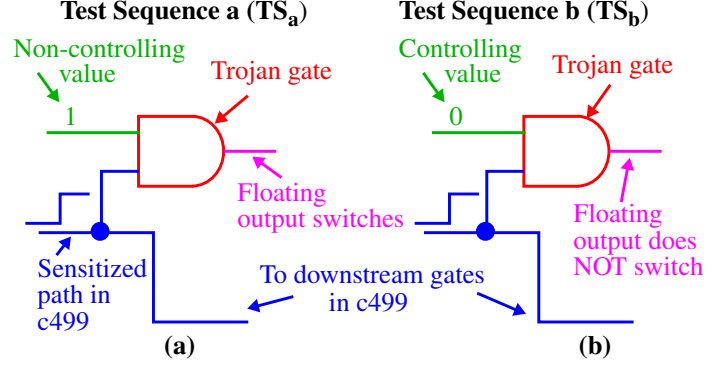 Test Sequence a (TSa)
Non-controlling
value
Trojan gate
1
Floating
output switches
Sensitized
path in
c499
(a)
To downstream gates
in c499
Test Sequence b (TSb)
Controlling
value
Trojan gate
0
Floating
output does
NOT switch
(b)